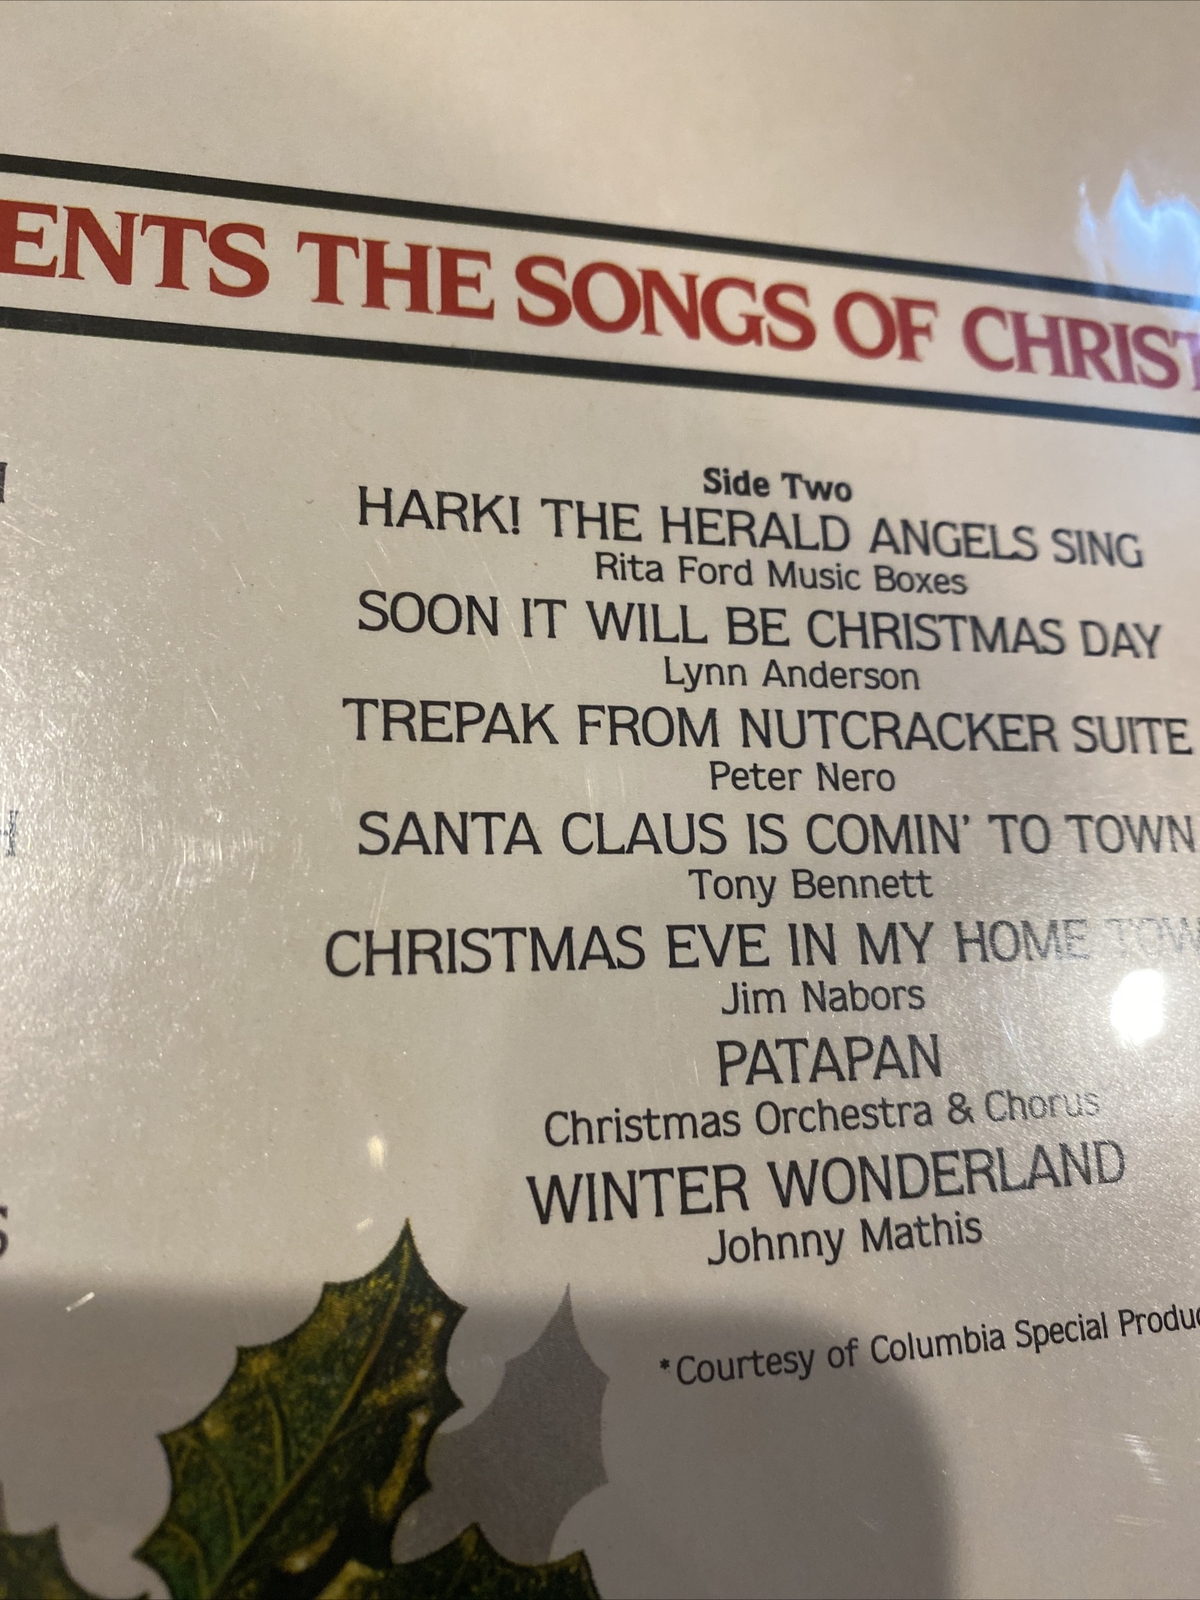 ENTS THE SONGS OF CHRIST
Side Two
HARK! THE HERALD ANGELS SING
Rita Ford Music Boxes
SOON IT WILL BE CHRISTMAS DAY
Lynn Anderson
TREPAK FROM NUTCRACKER SUITE
Peter Nero
SANTA CLAUS IS COMIN' TO TOWN
Tony Bennett
CHRISTMAS EVE IN MY HOME TOW
Jim Nabors
PATAPAN
Christmas Orchestra & Chorus
WINTER WONDERLAND
Johnny Mathis
*Courtesy of Columbia Special Produc